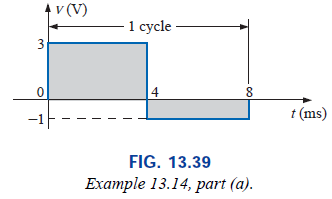 v (V)
1 cycle
3
0
4
8
t (ms)
–1
FIG. 13.39
Example 13.14, part (a).